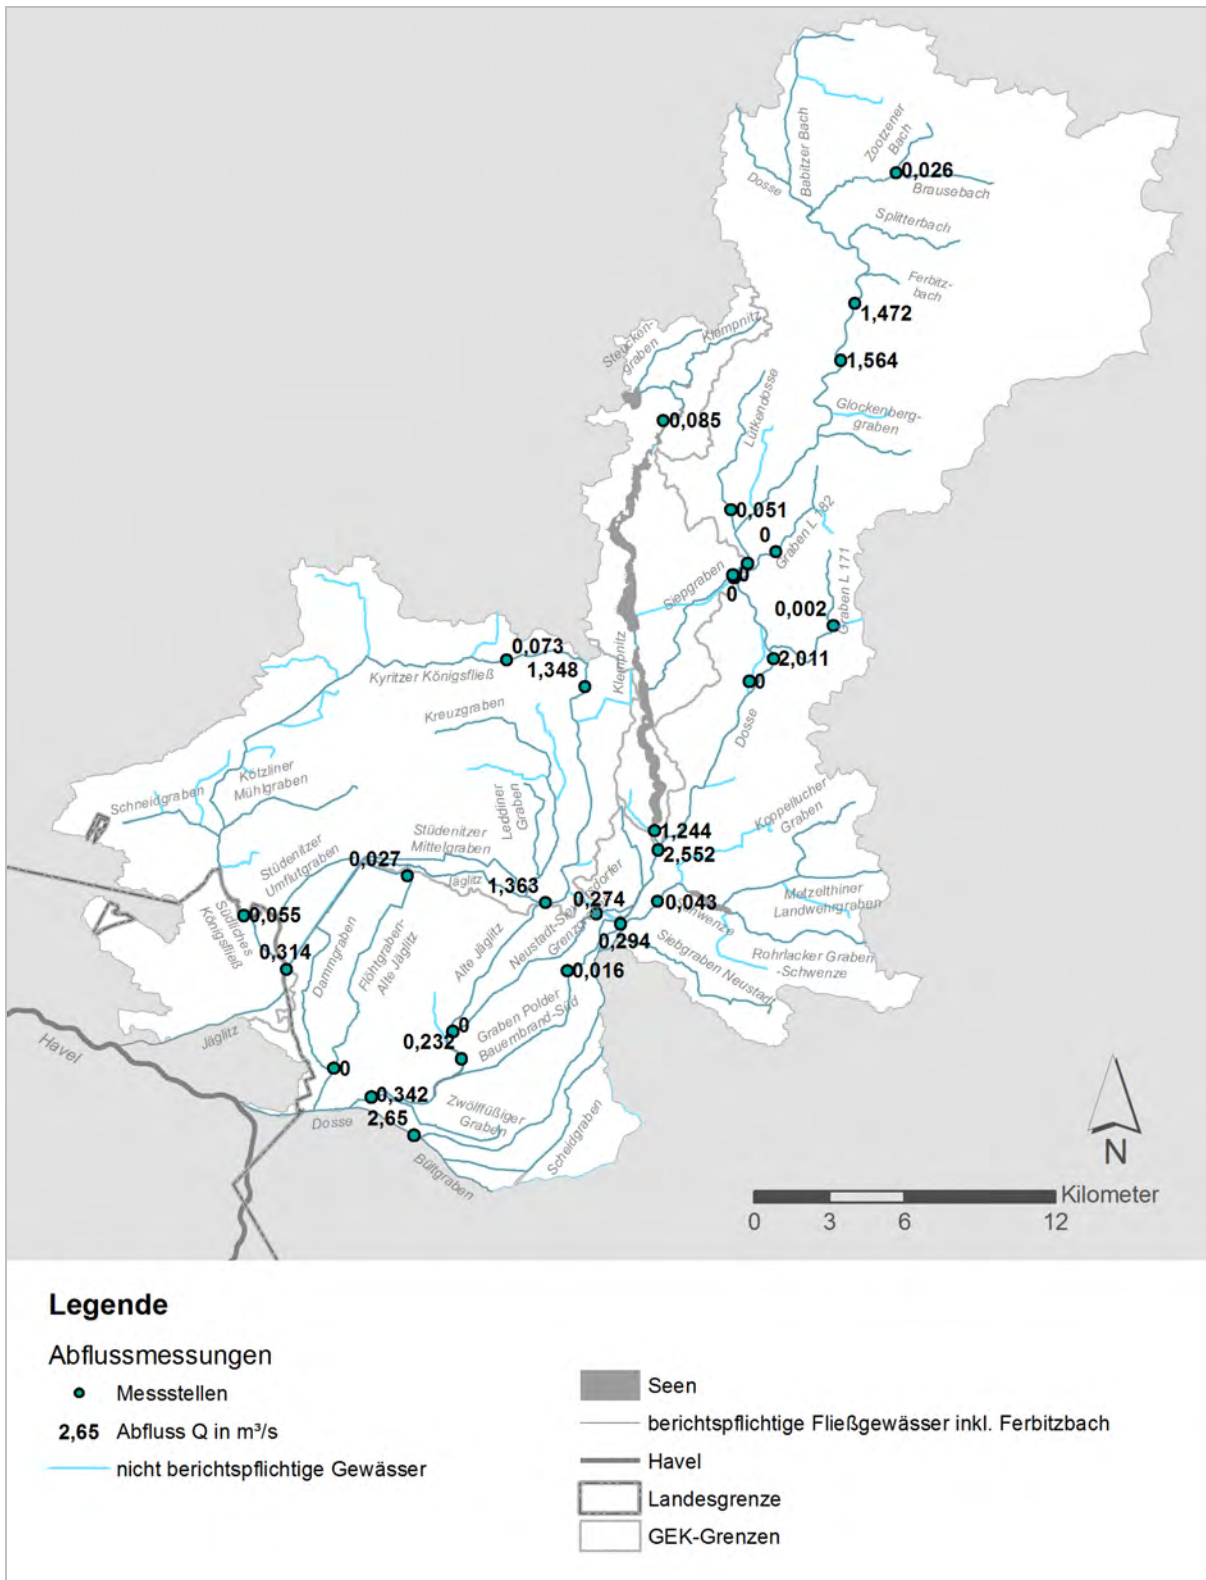 Babitzer Bach
Zootzener
Bach
0,026
Brausebach
Dosse
Splitterbach
Ferbitz-
bach
1,472
Steucken-
graben
Klempnitz
1,564
Lütkendosse
Glockenberg-
graben
0,085
0,051
0
Graben L 182
Siepgraben
0
0
Graben L 171
0,002
0,073
Kyritzer Königsfließ
1,348
Klempnitz
2,011
0
Kreuzgraben
Dosse
Schneidgraben
Kötzliner
Mühlgraben
Leddiner
Graben
Koppellucher
Graben
Stüdenitzer
Mittelgraben
1,244
2,552
Stüdenitzer
Umflutgraben
0,027
Jäglitz
1,363
0,274
0,043
Metzelthiner
Landwehrgraben
Südliches
Königsfließ
0,055
Schwenze
0,314
Dammgraben
Flöhtgraben-
Alte Jäglitz
Alte Jäglitz
Grenzgraben
0,294
Siebgraben Neustadt
Rohrlacker Graben
-Schwenze
0,016
Graben Polder
Bauernbrand-Süd
Havel
Jäglitz
0
0,232
0
0,342
Dosse
2,65
Zwölffüßiger
Graben
Scheidgraben
Bültgraben
N
Kilometer
0 3 6 12
Legende
Abflussmessungen
Messstellen
2,65 Abfluss Q in m³/s
nicht berichtspflichtige Gewässer
Seen
berichtspflichtige Fließgewässer inkl. Ferbitzbach
Havel
Landesgrenze
GEK-Grenzen